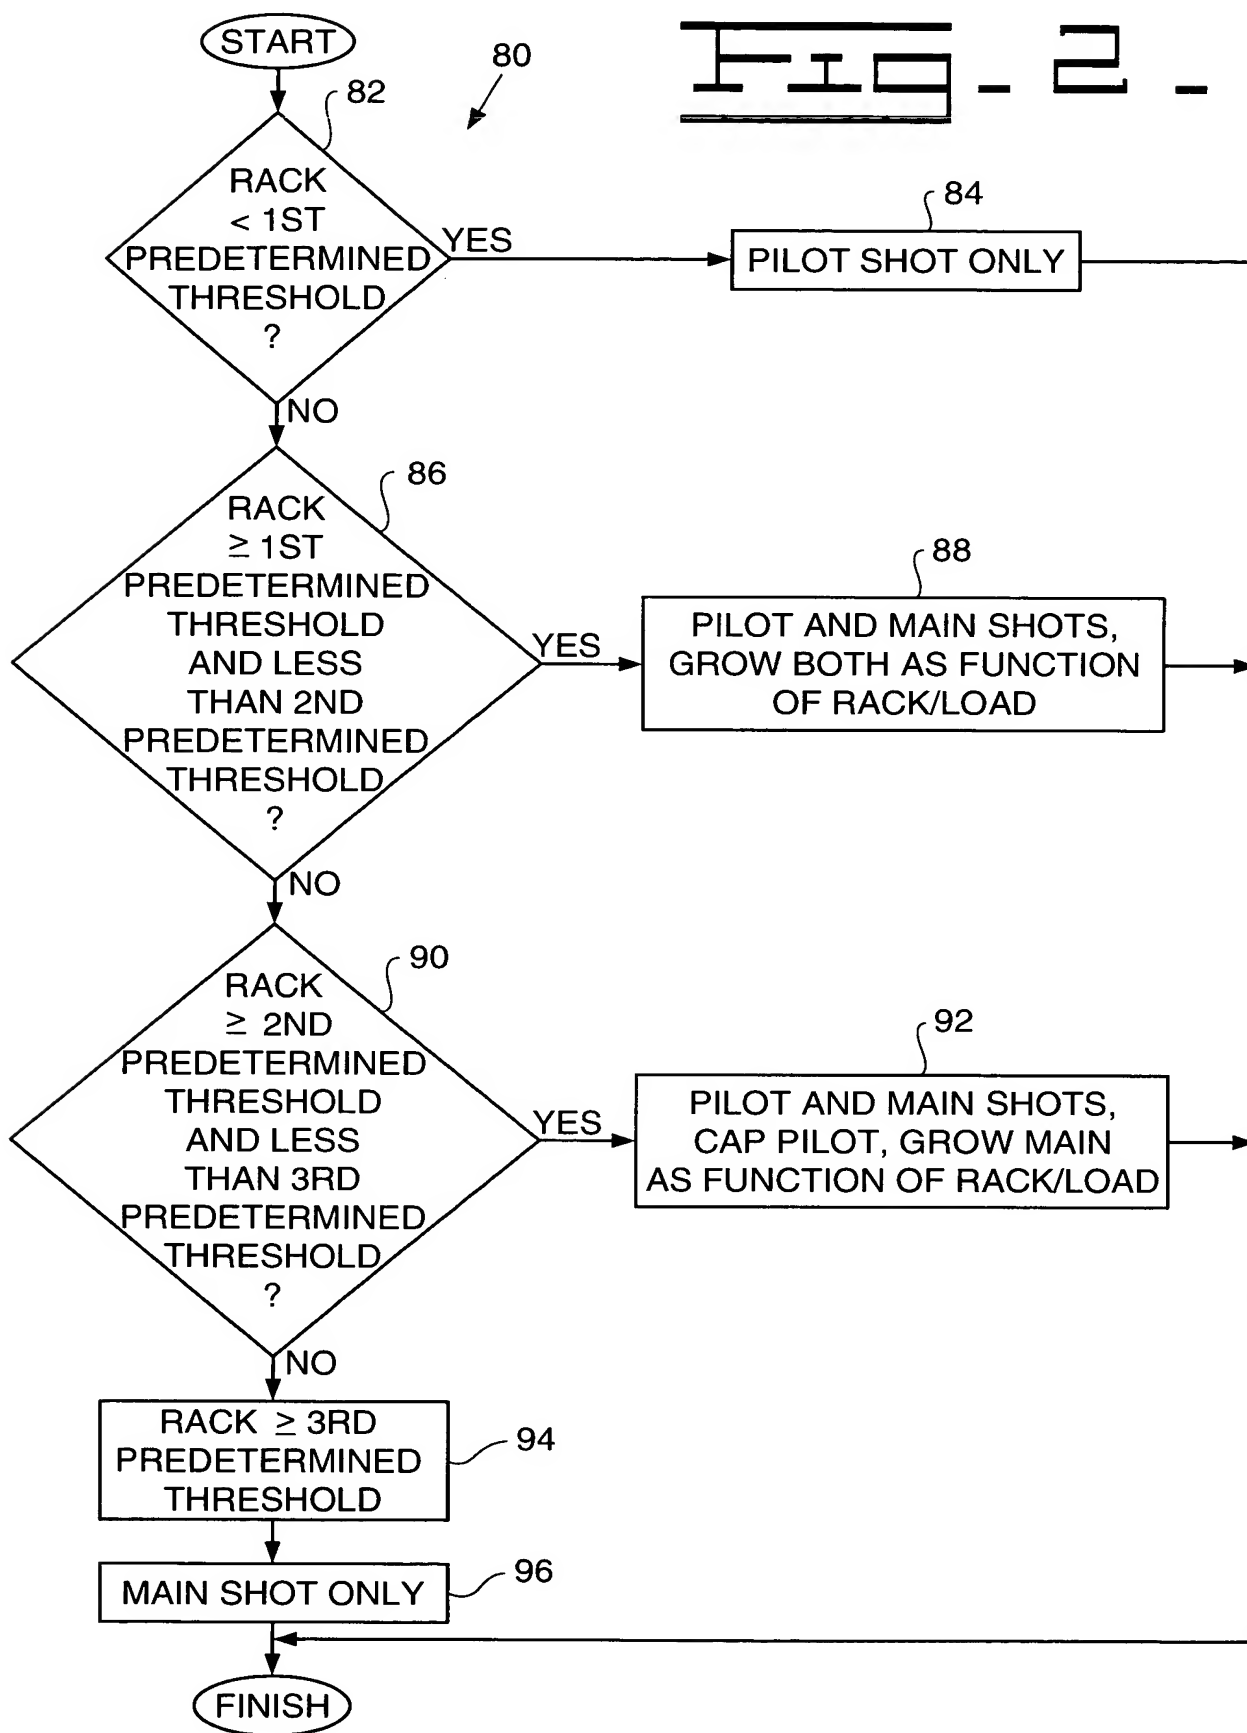 START
Fig - 2 -
80
82
RACK
< 1ST
PREDETERMINED
THRESHOLD
?
YES
84
PILOT SHOT ONLY
NO
86
RACK
≥ 1ST
PREDETERMINED
THRESHOLD
AND LESS
THAN 2ND
PREDETERMINED
THRESHOLD
?
YES
88
PILOT AND MAIN SHOTS,
GROW BOTH AS FUNCTION
OF RACK/LOAD
NO
90
RACK
≥ 2ND
PREDETERMINED
THRESHOLD
AND LESS
THAN 3RD
PREDETERMINED
THRESHOLD
?
YES
92
PILOT AND MAIN SHOTS,
CAP PILOT, GROW MAIN
AS FUNCTION OF RACK/LOAD
NO
RACK ≥ 3RD
PREDETERMINED
THRESHOLD
94
MAIN SHOT ONLY
96
FINISH